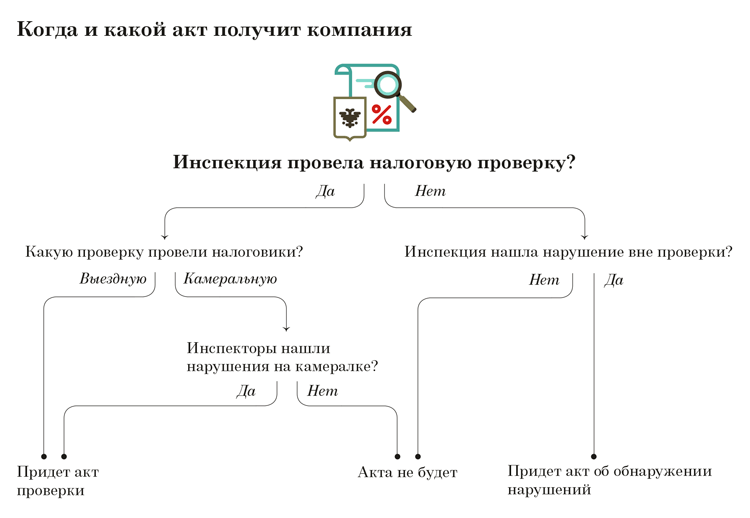 Когда и какой акт получит компания
%
Инспекция провела налоговую проверку?
Да
Нет
Какую проверку провели налоговики?
Инспекция нашла нарушение вне проверки?
Выездную
Камеральную
Нет
Да
Инспекторы нашли
нарушения на камералке?
Да
Нет
Придет акт
проверки
Акта не будет
Придет акт об обнаружении
нарушений